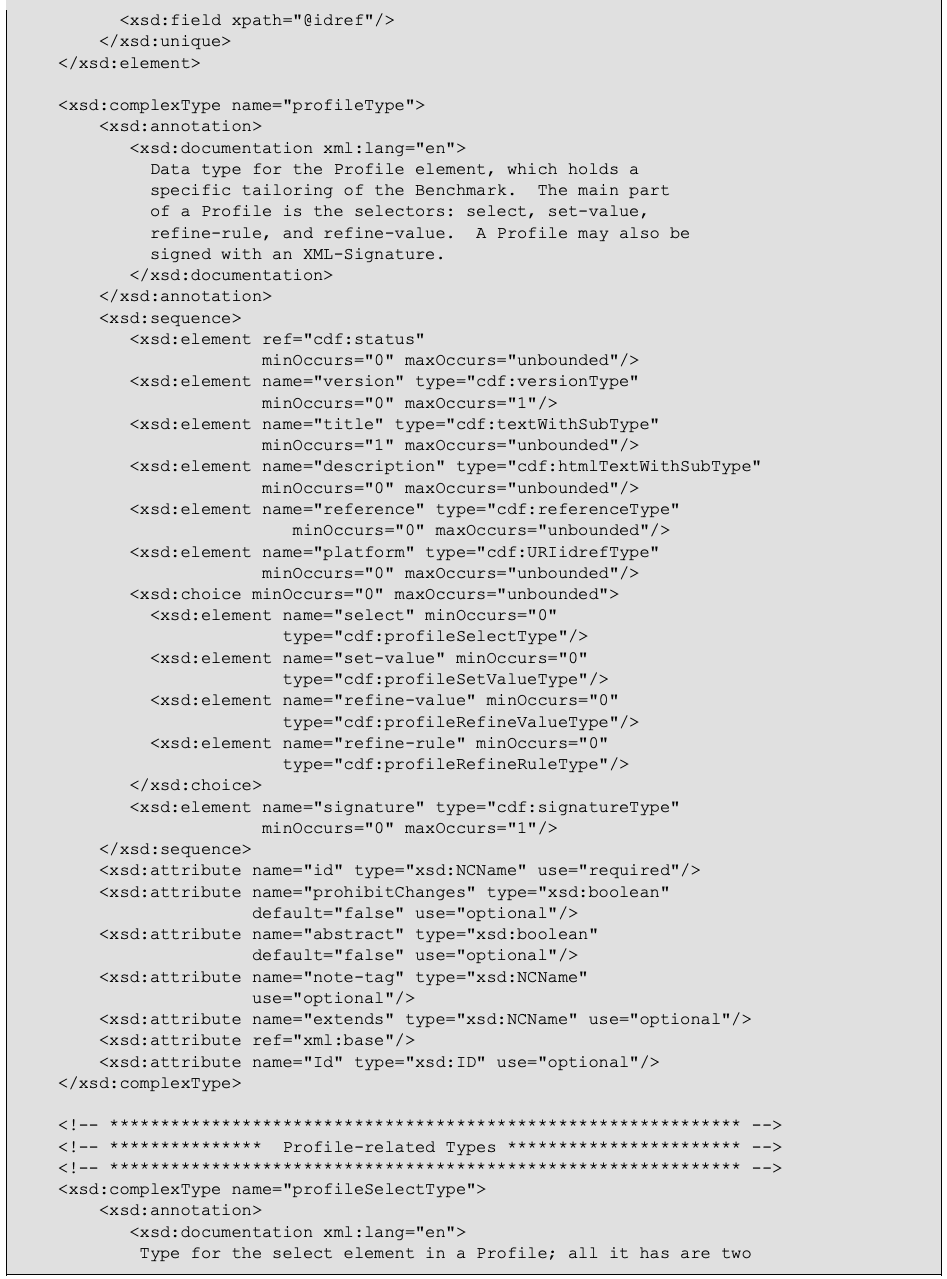 <xsd:field xpath="@idref"/>
</xsd:unique>
</xsd:element>
<xsd:complexType name="profileType">
<xsd:annotation>
<xsd:documentation xml:lang="en">
Data type for the Profile element, which holds a
specific tailoring of the Benchmark.  The main part
of a Profile is the selectors: select, set-value,
refine-rule, and refine-value.  A Profile may also be
signed with an XML-Signature.
</xsd:documentation>
</xsd:annotation>
<xsd:sequence>
<xsd:element ref="cdf:status"
minOccurs="0" maxOccurs="unbounded"/>
<xsd:element name="version" type="cdf:versionType"
minOccurs="0" maxOccurs="1"/>
<xsd:element name="title" type="cdf:textWithSubType"
minOccurs="1" maxOccurs="unbounded"/>
<xsd:element name="description" type="cdf:htmlTextWithSubType"
minOccurs="0" maxOccurs="unbounded"/>
<xsd:element name="reference" type="cdf:referenceType"
minOccurs="0" maxOccurs="unbounded"/>
<xsd:element name="platform" type="cdf:URIidrefType"
minOccurs="0" maxOccurs="unbounded"/>
<xsd:choice minOccurs="0" maxOccurs="unbounded">
<xsd:element name="select" minOccurs="0"
type="cdf:profileSelectType"/>
<xsd:element name="set-value" minOccurs="0"
type="cdf:profileSetValueType"/>
<xsd:element name="refine-value" minOccurs="0"
type="cdf:profileRefineValueType"/>
<xsd:element name="refine-rule" minOccurs="0"
type="cdf:profileRefineRuleType"/>
</xsd:choice>
<xsd:element name="signature" type="cdf:signatureType"
minOccurs="0" maxOccurs="1"/>
</xsd:sequence>
<xsd:attribute name="id" type="xsd:NCName" use="required"/>
<xsd:attribute name="prohibitChanges" type="xsd:boolean"
default="false" use="optional"/>
<xsd:attribute name="abstract" type="xsd:boolean"
default="false" use="optional"/>
<xsd:attribute name="note-tag" type="xsd:NCName"
use="optional"/>
<xsd:attribute name="extends" type="xsd:NCName" use="optional"/>
<xsd:attribute ref="xml:base"/>
<xsd:attribute name="Id" type="xsd:ID" use="optional"/>
</xsd:complexType>
<!-- ************************************************************** -->
<!-- ***************  Profile-related Types *********************** -->
<!-- ************************************************************** -->
<xsd:complexType name="profileSelectType">
<xsd:annotation>
<xsd:documentation xml:lang="en">
Type for the select element in a Profile; all it has are two